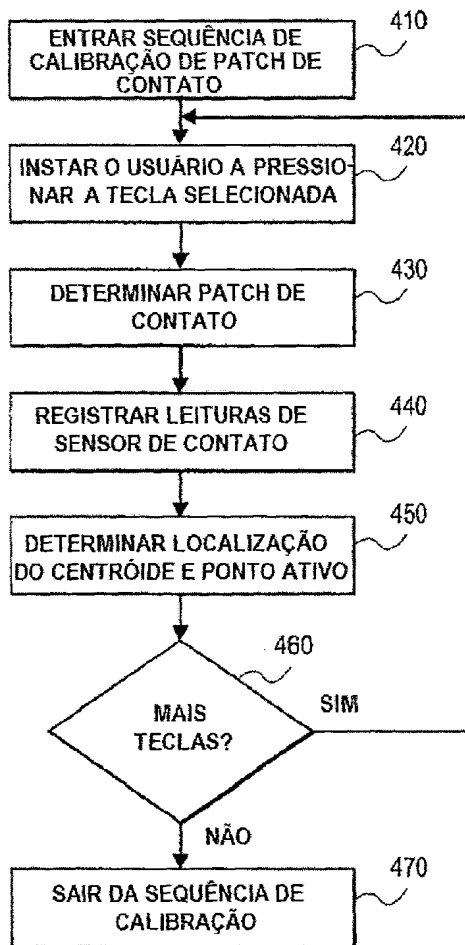 410
ENTRAR SEQUÊNCIA DE
CALIBRAÇÃO DE PATCH DE
CONTATO
420
INSTAR O USUÁRIO A PRESSIO-
NAR A TECLA SELECIONADA
430
DETERMINAR PATCH DE
CONTATO
440
REGISTRAR LEITURAS DE
SENSOR DE CONTATO
450
DETERMINAR LOCALIZAÇÃO
DO CENTRÓIDE E PONTO ATIVO
460
MAIS
TECLAS?
SIM
NÃO
470
SAIR DA SEQUÊNCIA DE
CALIBRAÇÃO